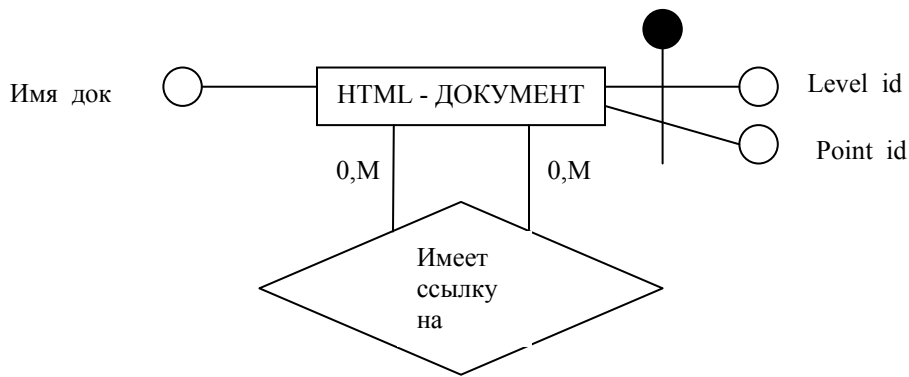 Имя док
HTML - ДОКУМЕНТ
Level id
Point id
0,М
0,М
Имеет
ссылку
на